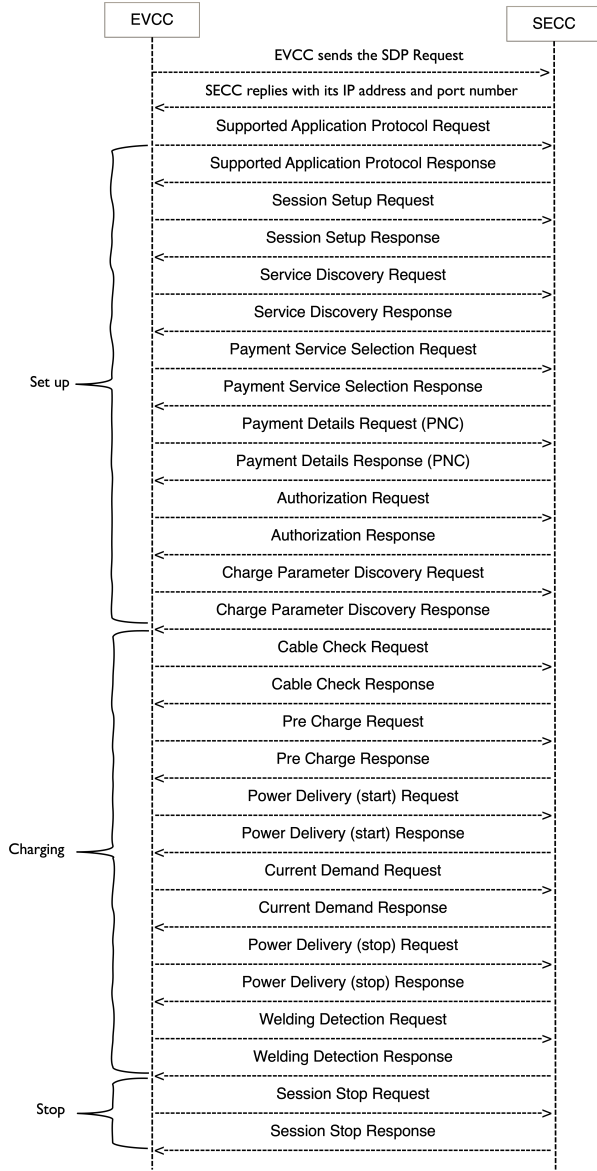 EVCC
SECC
EVCC sends the SDP Request
SECC replies with its IP address and port number
Supported Application Protocol Request
Supported Application Protocol Response
Session Setup Request
Session Setup Response
Service Discovery Request
Service Discovery Response
Payment Service Selection Request
Set up
Payment Service Selection Response
Payment Details Request (PNC)
Payment Details Response (PNC)
Authorization Request
Authorization Response
Charge Parameter Discovery Request
Charge Parameter Discovery Response
Cable Check Request
Cable Check Response
Pre Charge Request
Pre Charge Response
Power Delivery (start) Request
Power Delivery (start) Response
Charging
Current Demand Request
Current Demand Response
Power Delivery (stop) Request
Power Delivery (stop) Response
Welding Detection Request
Welding Detection Response
Session Stop Request
Stop
Session Stop Response